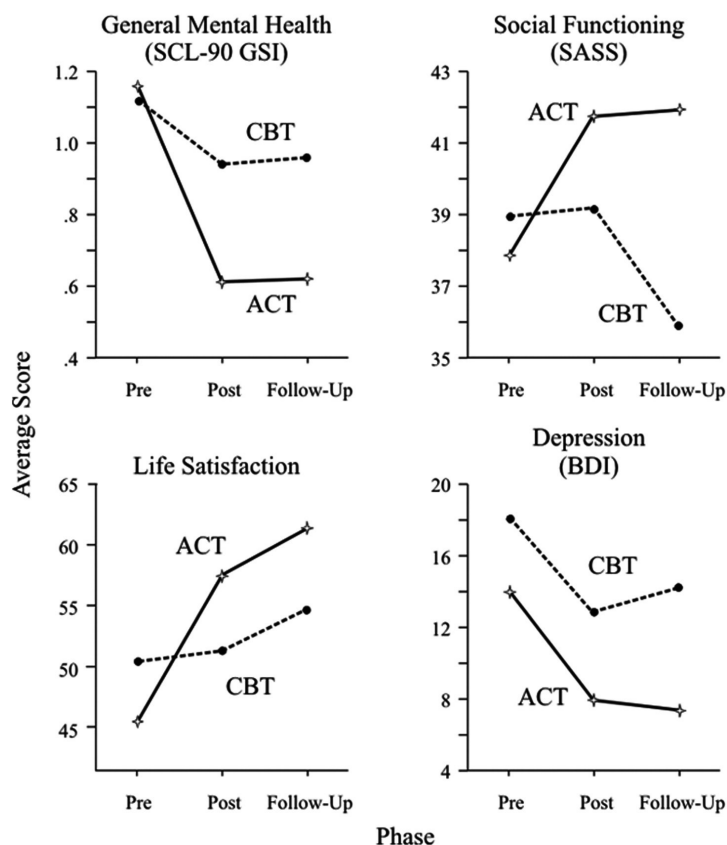 General Mental Health
(SCL-90 GSI)
1.2
1.0
.8
.6
.4
CBT
ACT
Pre
Post
Follow-Up
Social Functioning
(SASS)
43
41
39
37
35
ACT
CBT
Pre
Post
Follow-Up
Average Score
Life Satisfaction
65
60
55
50
45
ACT
CBT
Pre
Post
Follow-Up
Depression
(BDI)
20
16
12
8
4
CBT
ACT
Pre
Post
Follow-Up
Phase